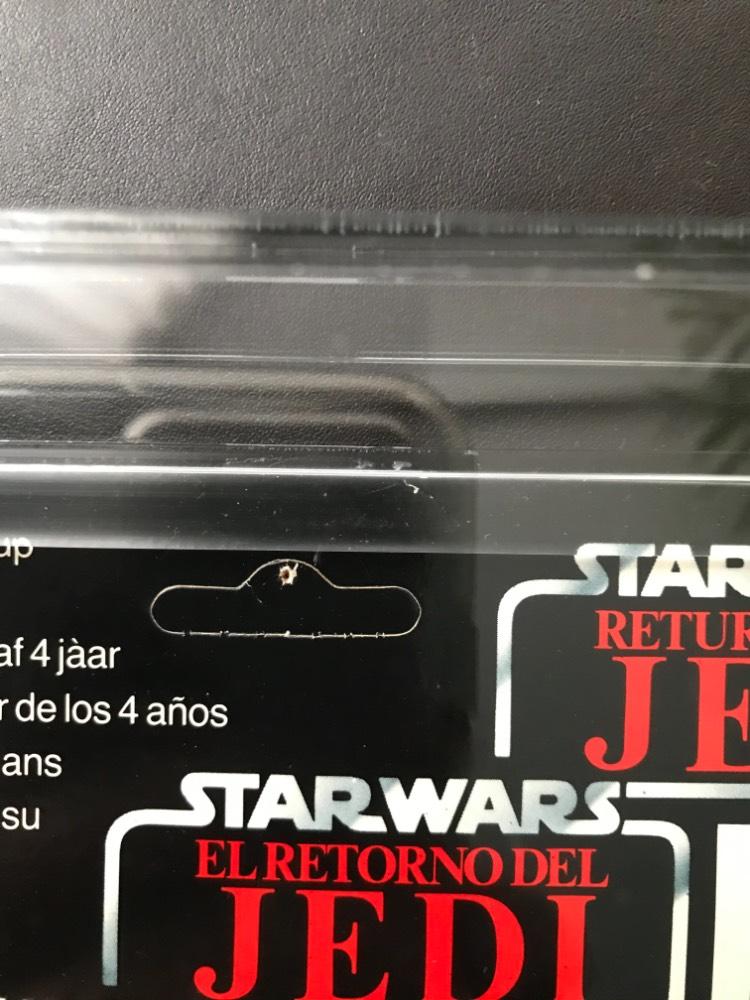 up
af 4 jàar
r de los 4 años
ans
su
STAR
RETUR
JE
STAR WARS
EL RETORNO DEL
JEDI